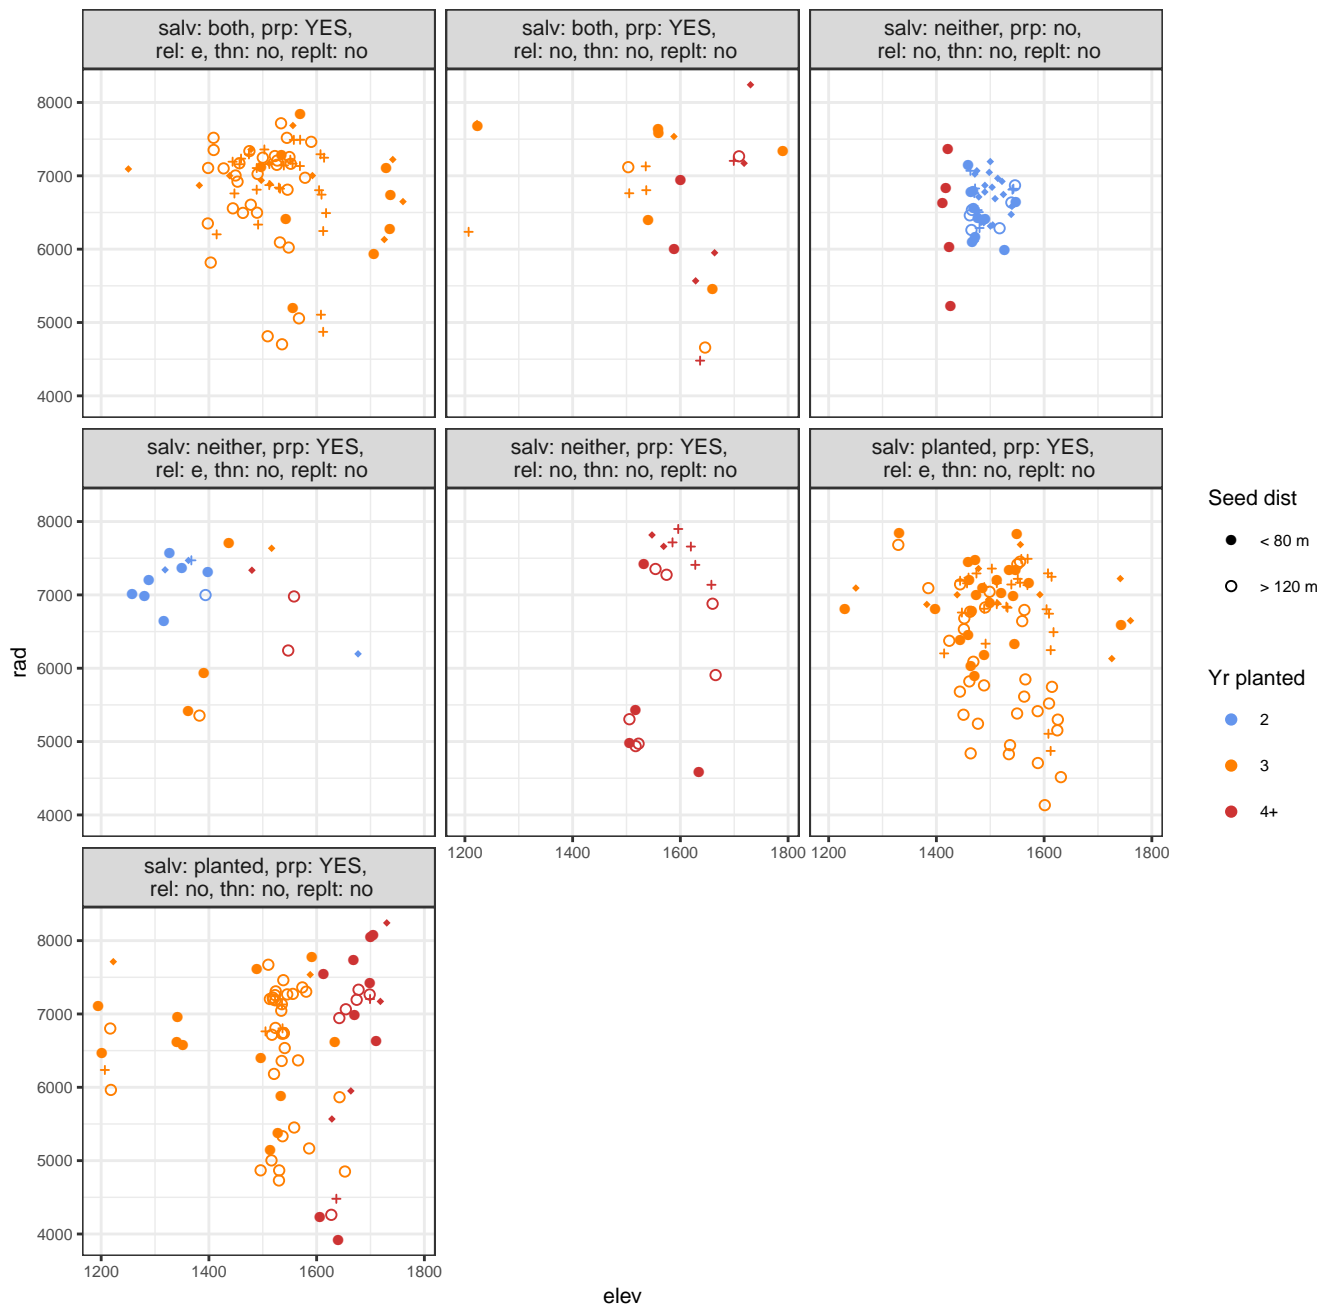 salv: both, prp: YES,
rel: e, thn: no, replt: no
salv: both, prp: YES,
rel: no, thn: no, replt: no
salv: neither, prp: no,
rel: no, thn: no, replt: no
8000
7000
6000
5000
4000
salv: neither, prp: YES,
rel: e, thn: no, replt: no
salv: neither, prp: YES,
rel: no, thn: no, replt: no
salv: planted, prp: YES,
rel: e, thn: no, replt: no
8000
7000
6000
5000
4000
1200 1400 1600 1800
1200 1400 1600 1800
salv: planted, prp: YES,
rel: no, thn: no, replt: no
8000
7000
6000
5000
4000
1200 1400 1600 1800
elev
rad
Seed dist
< 80 m
> 120 m
Yr planted
2
3
4+